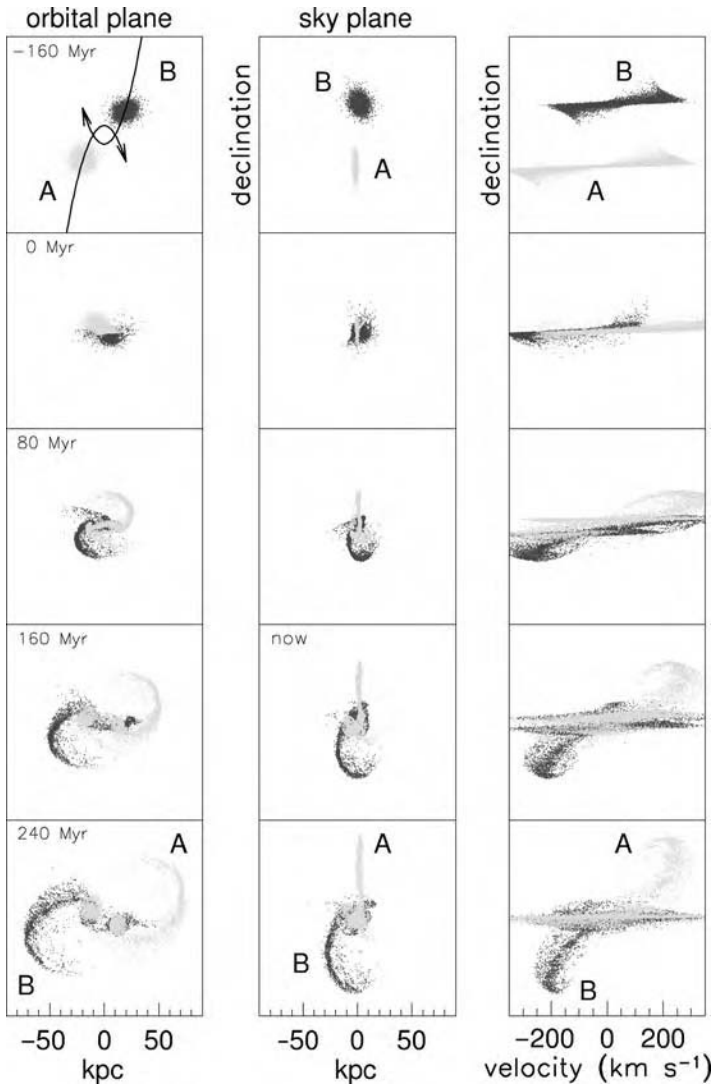 orbital plane
sky plane
−160 Myr
B
A
declination
B
A
declination
B
A
0 Myr
80 Myr
160 Myr
now
240 Myr
A
B
A
B
A
B
−50 0 50
kpc
−50 0 50
kpc
−200 0 200
velocity (km s⁻¹)